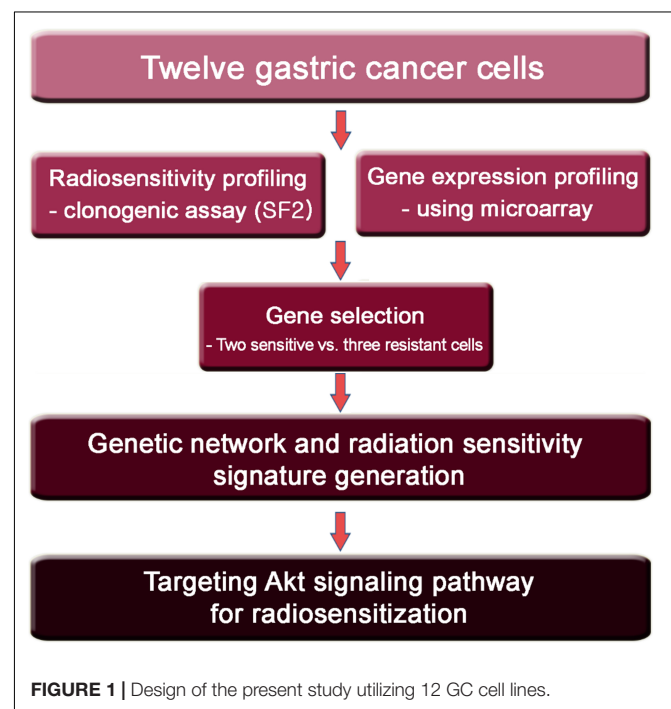 Twelve gastric cancer cells
Radiosensitivity profiling
- clonogenic assay (SF2)
Gene expression profiling
- using microarray
Gene selection
- Two sensitive vs. three resistant cells
Genetic network and radiation sensitivity
signature generation
Targeting Akt signaling pathway
for radiosensitization
FIGURE 1 | Design of the present study utilizing 12 GC cell lines.